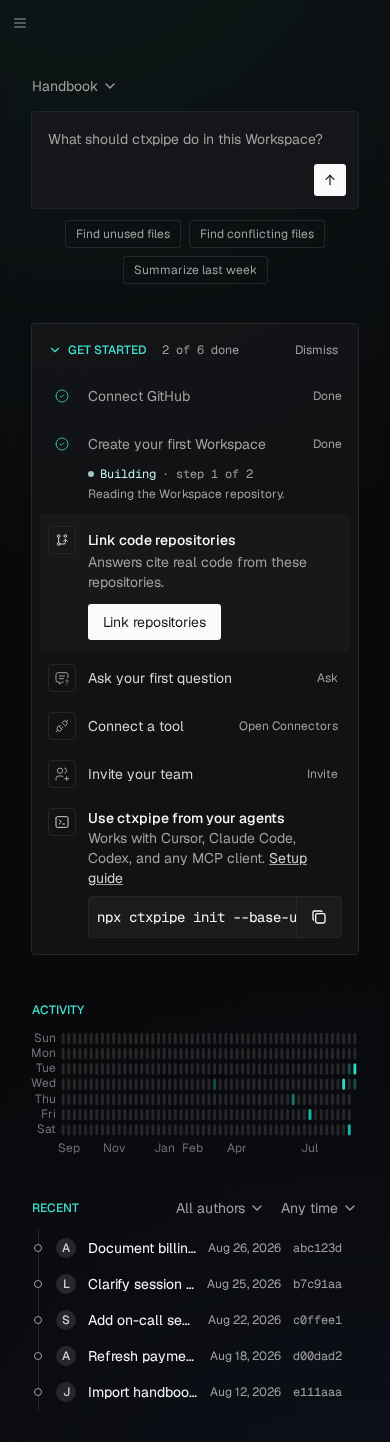 Handbook
What should ctxpipe do in this Workspace?
Find unused files Find conflicting files
Summarize last week
GET STARTED 2 of 6 done Dismiss
Connect GitHub Done
Create your first Workspace Done
Building · step 1 of 2
Reading the Workspace repository.
Link code repositories
Answers cite real code from these
repositories.
Link repositories
Ask your first question Ask
Connect a tool Open Connectors
Invite your team Invite
Use ctxpipe from your agents
Works with Cursor, Claude Code,
Codex, and any MCP client. Setup
guide
npx ctxpipe init --base-u
ACTIVITY
Sun
Mon
Tue
Wed
Thu
Fri
Sat
Sep Nov Jan Feb Apr Jul
RECENT All authors Any time
A Document billin... Aug 26, 2026 abc123d
L Clarify session ... Aug 25, 2026 b7c91aa
S Add on-call se... Aug 22, 2026 c0ffee1
A Refresh payme... Aug 18, 2026 d00dad2
J Import handboo... Aug 12, 2026 e111aaa